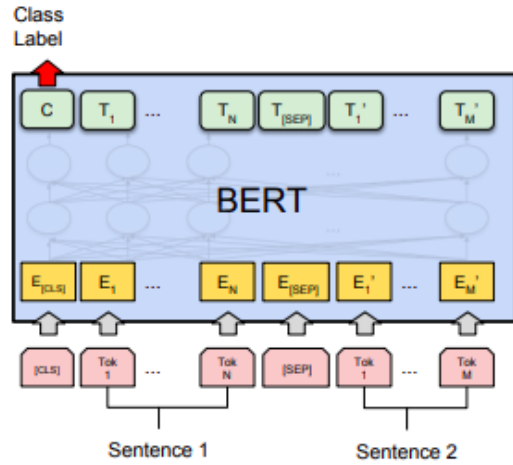 Class
Label
C T1 ... TN T[SEP] T1' ... TM'
...
BERT
...
E[CLS] E1 ... EN E[SEP] E1' ... EM'
[CLS] Tok 1 ... Tok N [SEP] Tok 1 ... Tok M
Sentence 1 Sentence 2